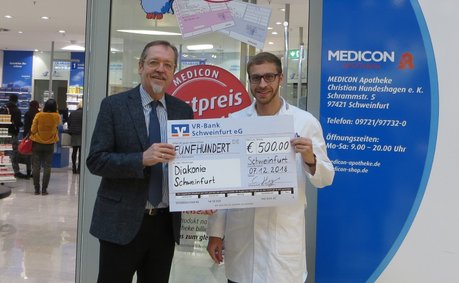 MEDICON
VR-Bank
Schweinfurt eG
FÜNFHUNDERT
€ 500.00
Diakonie
Schweinfurt
Schweinfurt
07.12.2018
MEDICON
APOTHEKE
MEDICON Apotheke
Christian Hundeshagen e. K.
Schrammstr. 5
97421 Schweinfurt
Telefon: 09721/97732-0
Öffnungszeiten:
Mo-Sa.: 9.00 – 20.00 Uhr
medicon-apotheke.de
medicon-shop.de